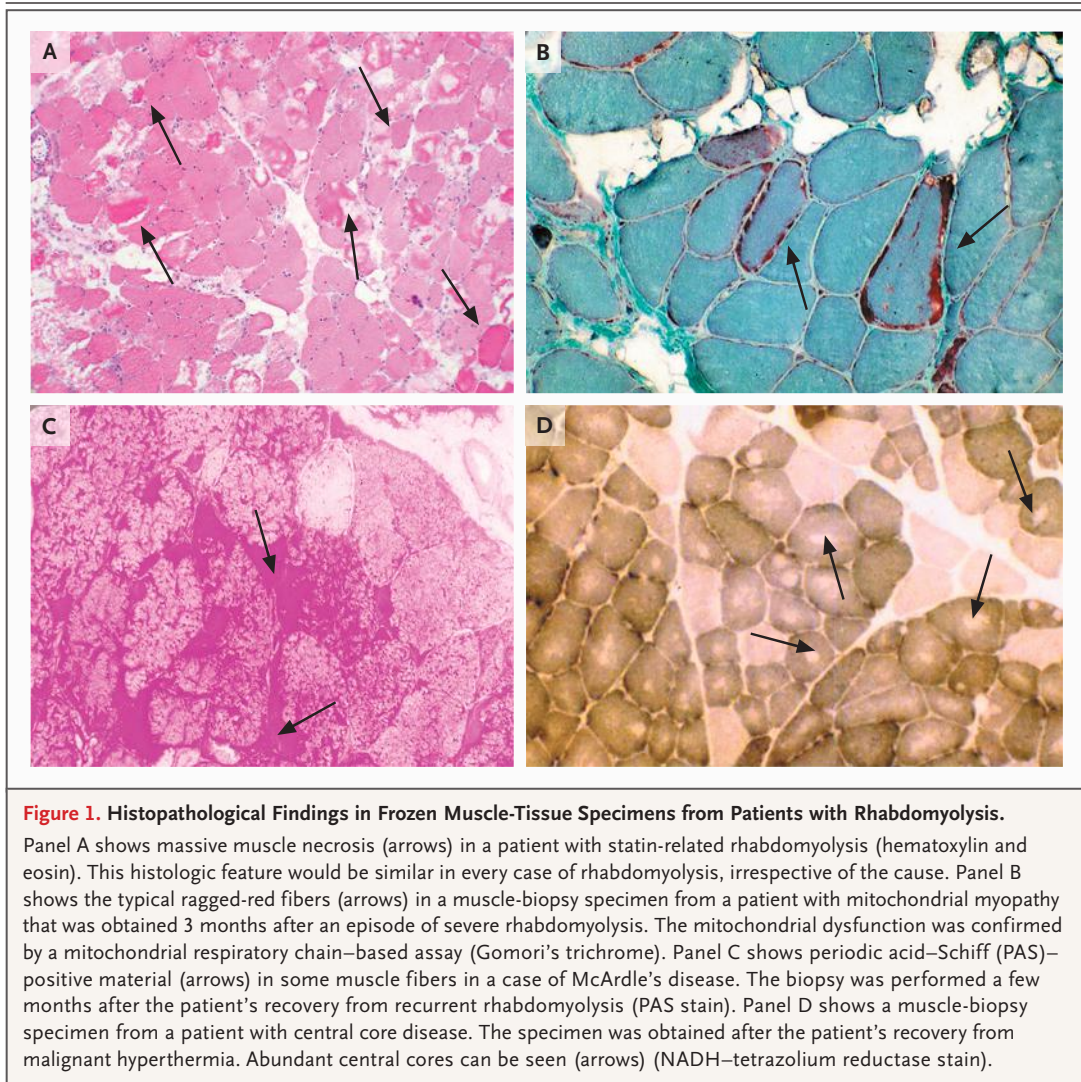 A
B
C
D
Figure 1. Histopathological Findings in Frozen Muscle-Tissue Specimens from Patients with Rhabdomyolysis.
Panel A shows massive muscle necrosis (arrows) in a patient with statin-related rhabdomyolysis (hematoxylin and
eosin). This histologic feature would be similar in every case of rhabdomyolysis, irrespective of the cause. Panel B
shows the typical ragged-red fibers (arrows) in a muscle-biopsy specimen from a patient with mitochondrial myopathy
that was obtained 3 months after an episode of severe rhabdomyolysis. The mitochondrial dysfunction was confirmed
by a mitochondrial respiratory chain–based assay (Gomori’s trichrome). Panel C shows periodic acid–Schiff (PAS)–
positive material (arrows) in some muscle fibers in a case of McArdle’s disease. The biopsy was performed a few
months after the patient’s recovery from recurrent rhabdomyolysis (PAS stain). Panel D shows a muscle-biopsy
specimen from a patient with central core disease. The specimen was obtained after the patient’s recovery from
malignant hyperthermia. Abundant central cores can be seen (arrows) (NADH–tetrazolium reductase stain).